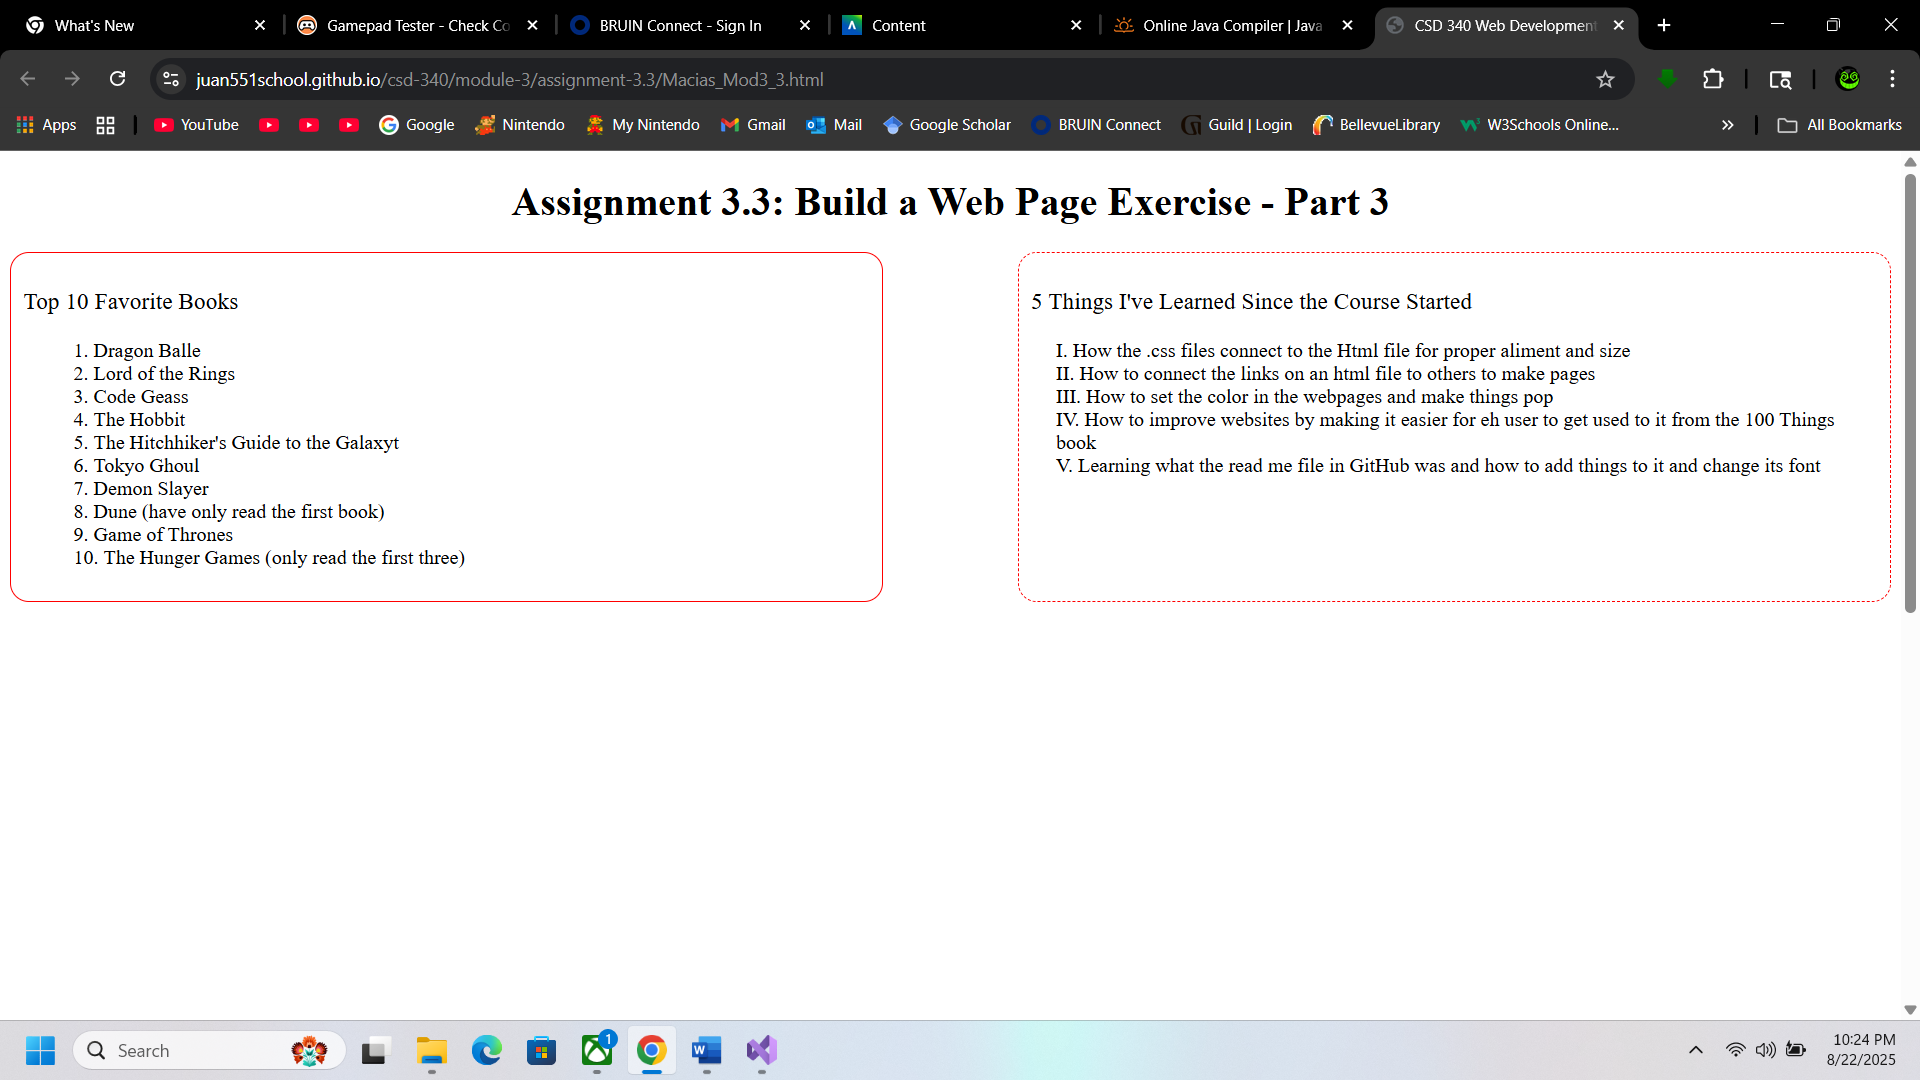 What's New
Gamepad Tester - Check Co
BRUIN Connect - Sign In
Content
Online Java Compiler | Java
CSD 340 Web Development
juan551school.github.io/csd-340/module-3/assignment-3.3/Macias_Mod3_3.html
Apps
YouTube
Google
Nintendo
My Nintendo
Gmail
Mail
Google Scholar
BRUIN Connect
Guild | Login
BellevueLibrary
W3Schools Online...
All Bookmarks
Assignment 3.3: Build a Web Page Exercise - Part 3
Top 10 Favorite Books
1. Dragon Balle
2. Lord of the Rings
3. Code Geass
4. The Hobbit
5. The Hitchhiker's Guide to the Galaxyt
6. Tokyo Ghoul
7. Demon Slayer
8. Dune (have only read the first book)
9. Game of Thrones
10. The Hunger Games (only read the first three)
5 Things I've Learned Since the Course Started
I. How the .css files connect to the Html file for proper aliment and size
II. How to connect the links on an html file to others to make pages
III. How to set the color in the webpages and make things pop
IV. How to improve websites by making it easier for eh user to get used to it from the 100 Things
book
V. Learning what the read me file in GitHub was and how to add things to it and change its font
Search
1
10:24 PM
8/22/2025